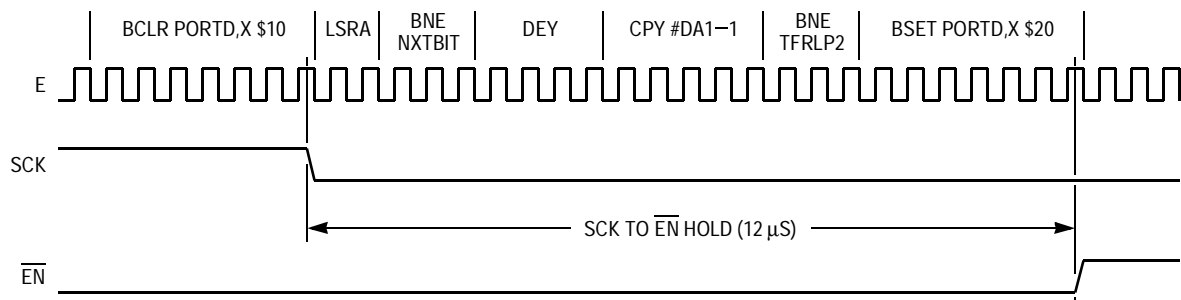 BCLR PORTD,X $10
LSRA
BNE
NXTBIT
DEY
CPY #DA1–1
BNE
TFRLP2
BSET PORTD,X $20
E
SCK
SCK TO EN HOLD (12 μS)
EN